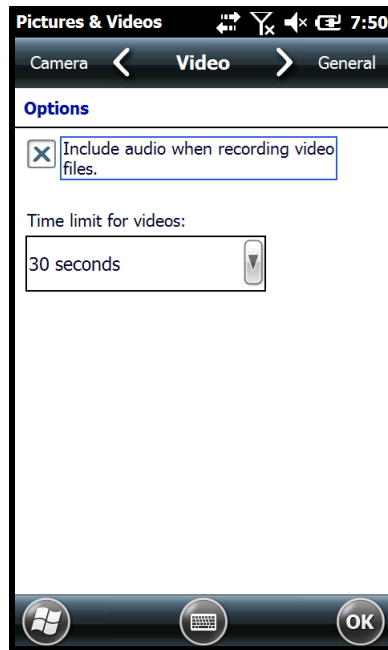 Pictures & Videos 7:50
Camera Video General
Options
Include audio when recording video
files.
Time limit for videos:
30 seconds
OK